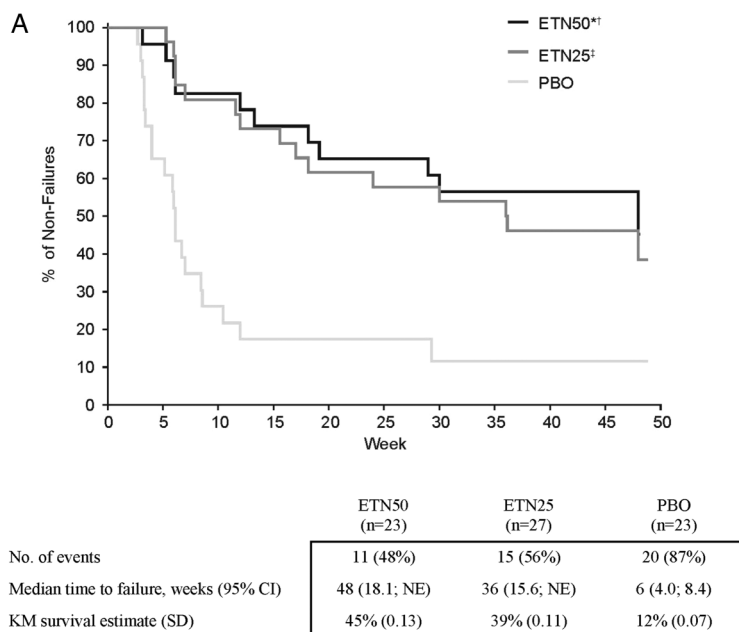 A
ETN50*†
ETN25‡
PBO
100
90
80
70
60
50
40
30
20
10
0
% of Non-Failures
0 5 10 15 20 25 30 35 40 45 50
Week
ETN50 ETN25 PBO
(n=23) (n=27) (n=23)
No. of events 11 (48%) 15 (56%) 20 (87%)
Median time to failure, weeks (95% CI) 48 (18.1; NE) 36 (15.6; NE) 6 (4.0; 8.4)
KM survival estimate (SD) 45% (0.13) 39% (0.11) 12% (0.07)